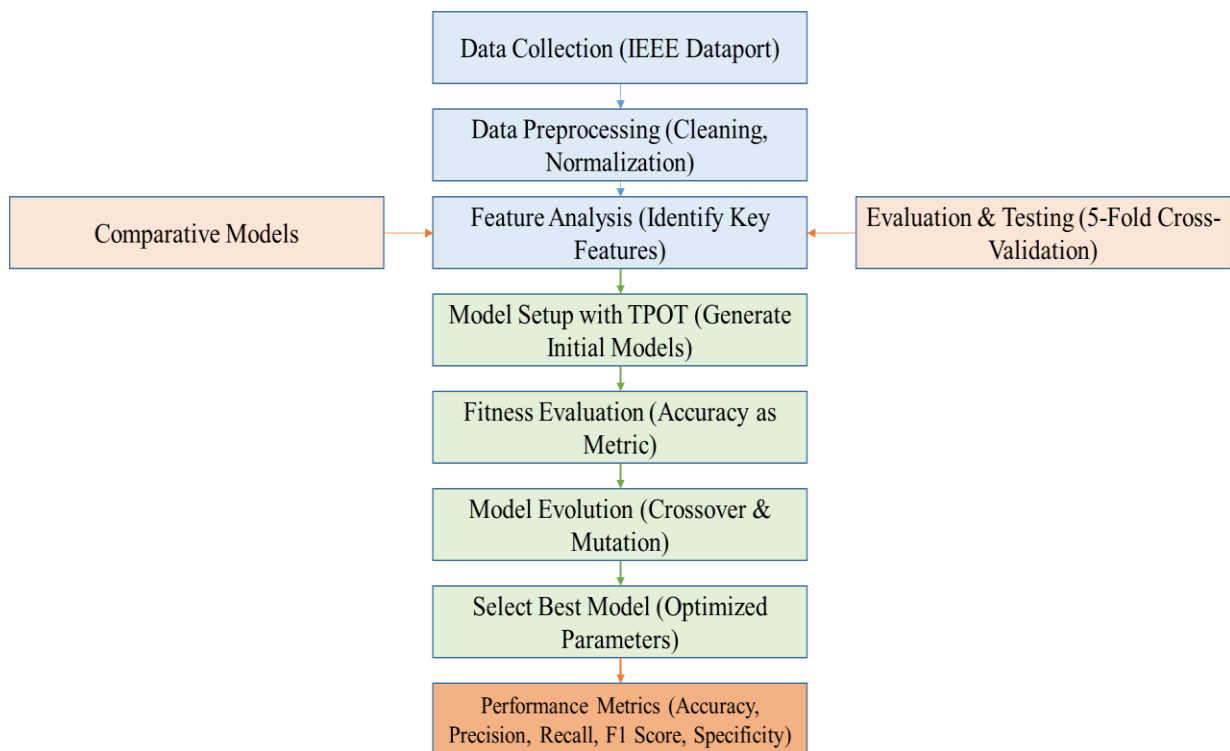 Data Collection (IEEE Dataport)
Data Preprocessing (Cleaning,
Normalization)
Comparative Models
Feature Analysis (Identify Key
Features)
Evaluation & Testing (5-Fold Cross-
Validation)
Model Setup with TPOT (Generate
Initial Models)
Fitness Evaluation (Accuracy as
Metric)
Model Evolution (Crossover &
Mutation)
Select Best Model (Optimized
Parameters)
Performance Metrics (Accuracy,
Precision, Recall, F1 Score, Specificity)